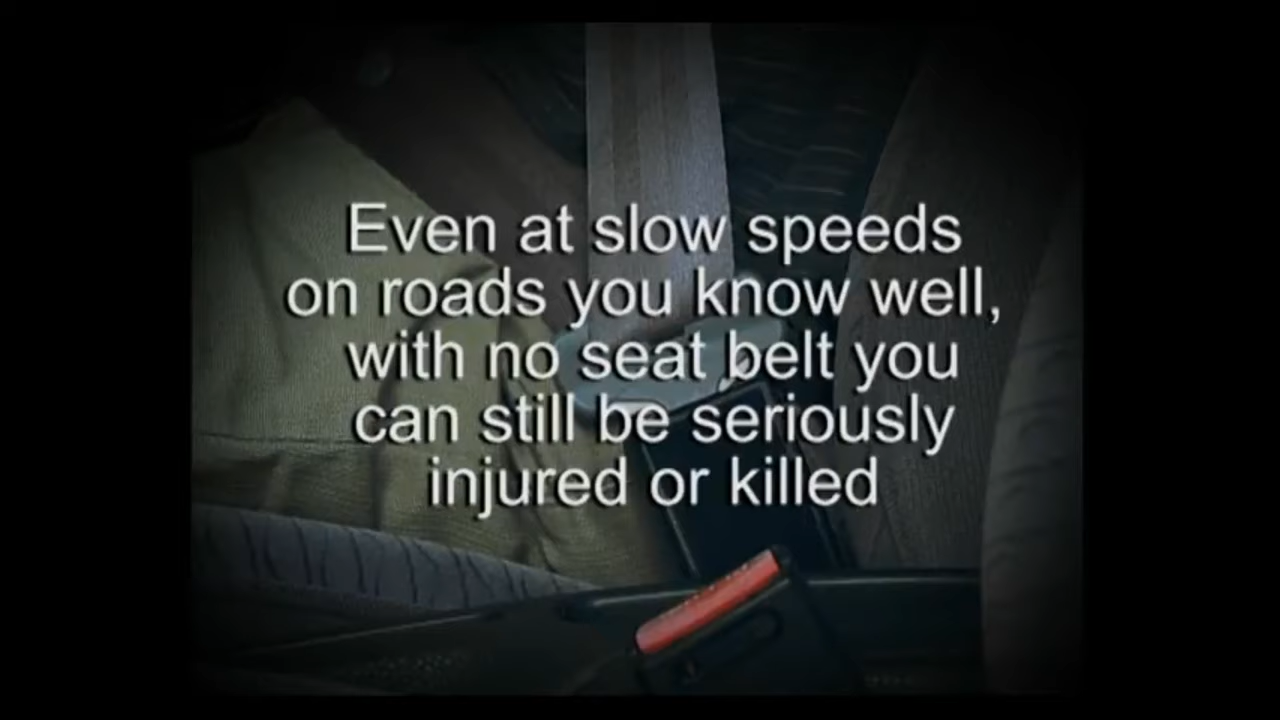 Even at slow speeds
on roads you know well,
with no seat belt you
can still be seriously
injured or killed